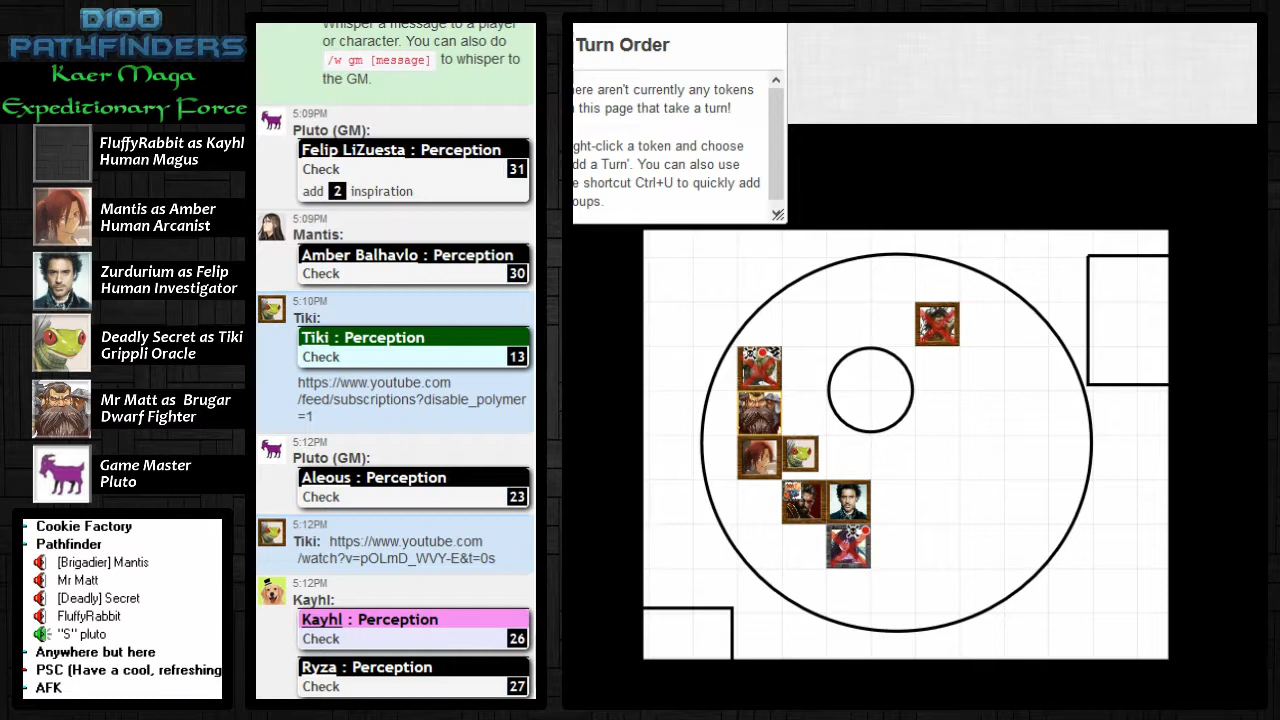 D100
PATHFINDERS
Kaer Maga
Expeditionary Force
FluffyRabbit as Kayhl
Human Magus
Mantis as Amber
Human Arcanist
Zurdurium as Felip
Human Investigator
Deadly Secret as Tiki
Grippli Oracle
Mr Matt as Brugar
Dwarf Fighter
Game Master
Pluto
Cookie Factory
Pathfinder
[Brigadier] Mantis
Mr Matt
[Deadly] Secret
FluffyRabbit
"S" pluto
Anywhere but here
PSC (Have a cool, refreshing
AFK
Whisper a message to a player
or character. You can also do
/w gm [message] to whisper to
the GM.
5:09PM
Pluto (GM):
Felip LiZuesta : Perception
Check 31
add 2 inspiration
5:09PM
Mantis:
Amber Balhavlo : Perception
Check 30
5:10PM
Tiki:
Tiki : Perception
Check 13
https://www.youtube.com
/feed/subscriptions?disable_polymer
=1
5:12PM
Pluto (GM):
Aleous : Perception
Check 23
5:12PM
Tiki: https://www.youtube.com
/watch?v=pOLmD_WVY-E&t=0s
5:12PM
Kayhl:
Kayhl : Perception
Check 26
Ryza : Perception
Check 27
Turn Order
ere aren't currently any tokens
this page that take a turn!
ght-click a token and choose
dd a Turn'. You can also use
e shortcut Ctrl+U to quickly add
oups.